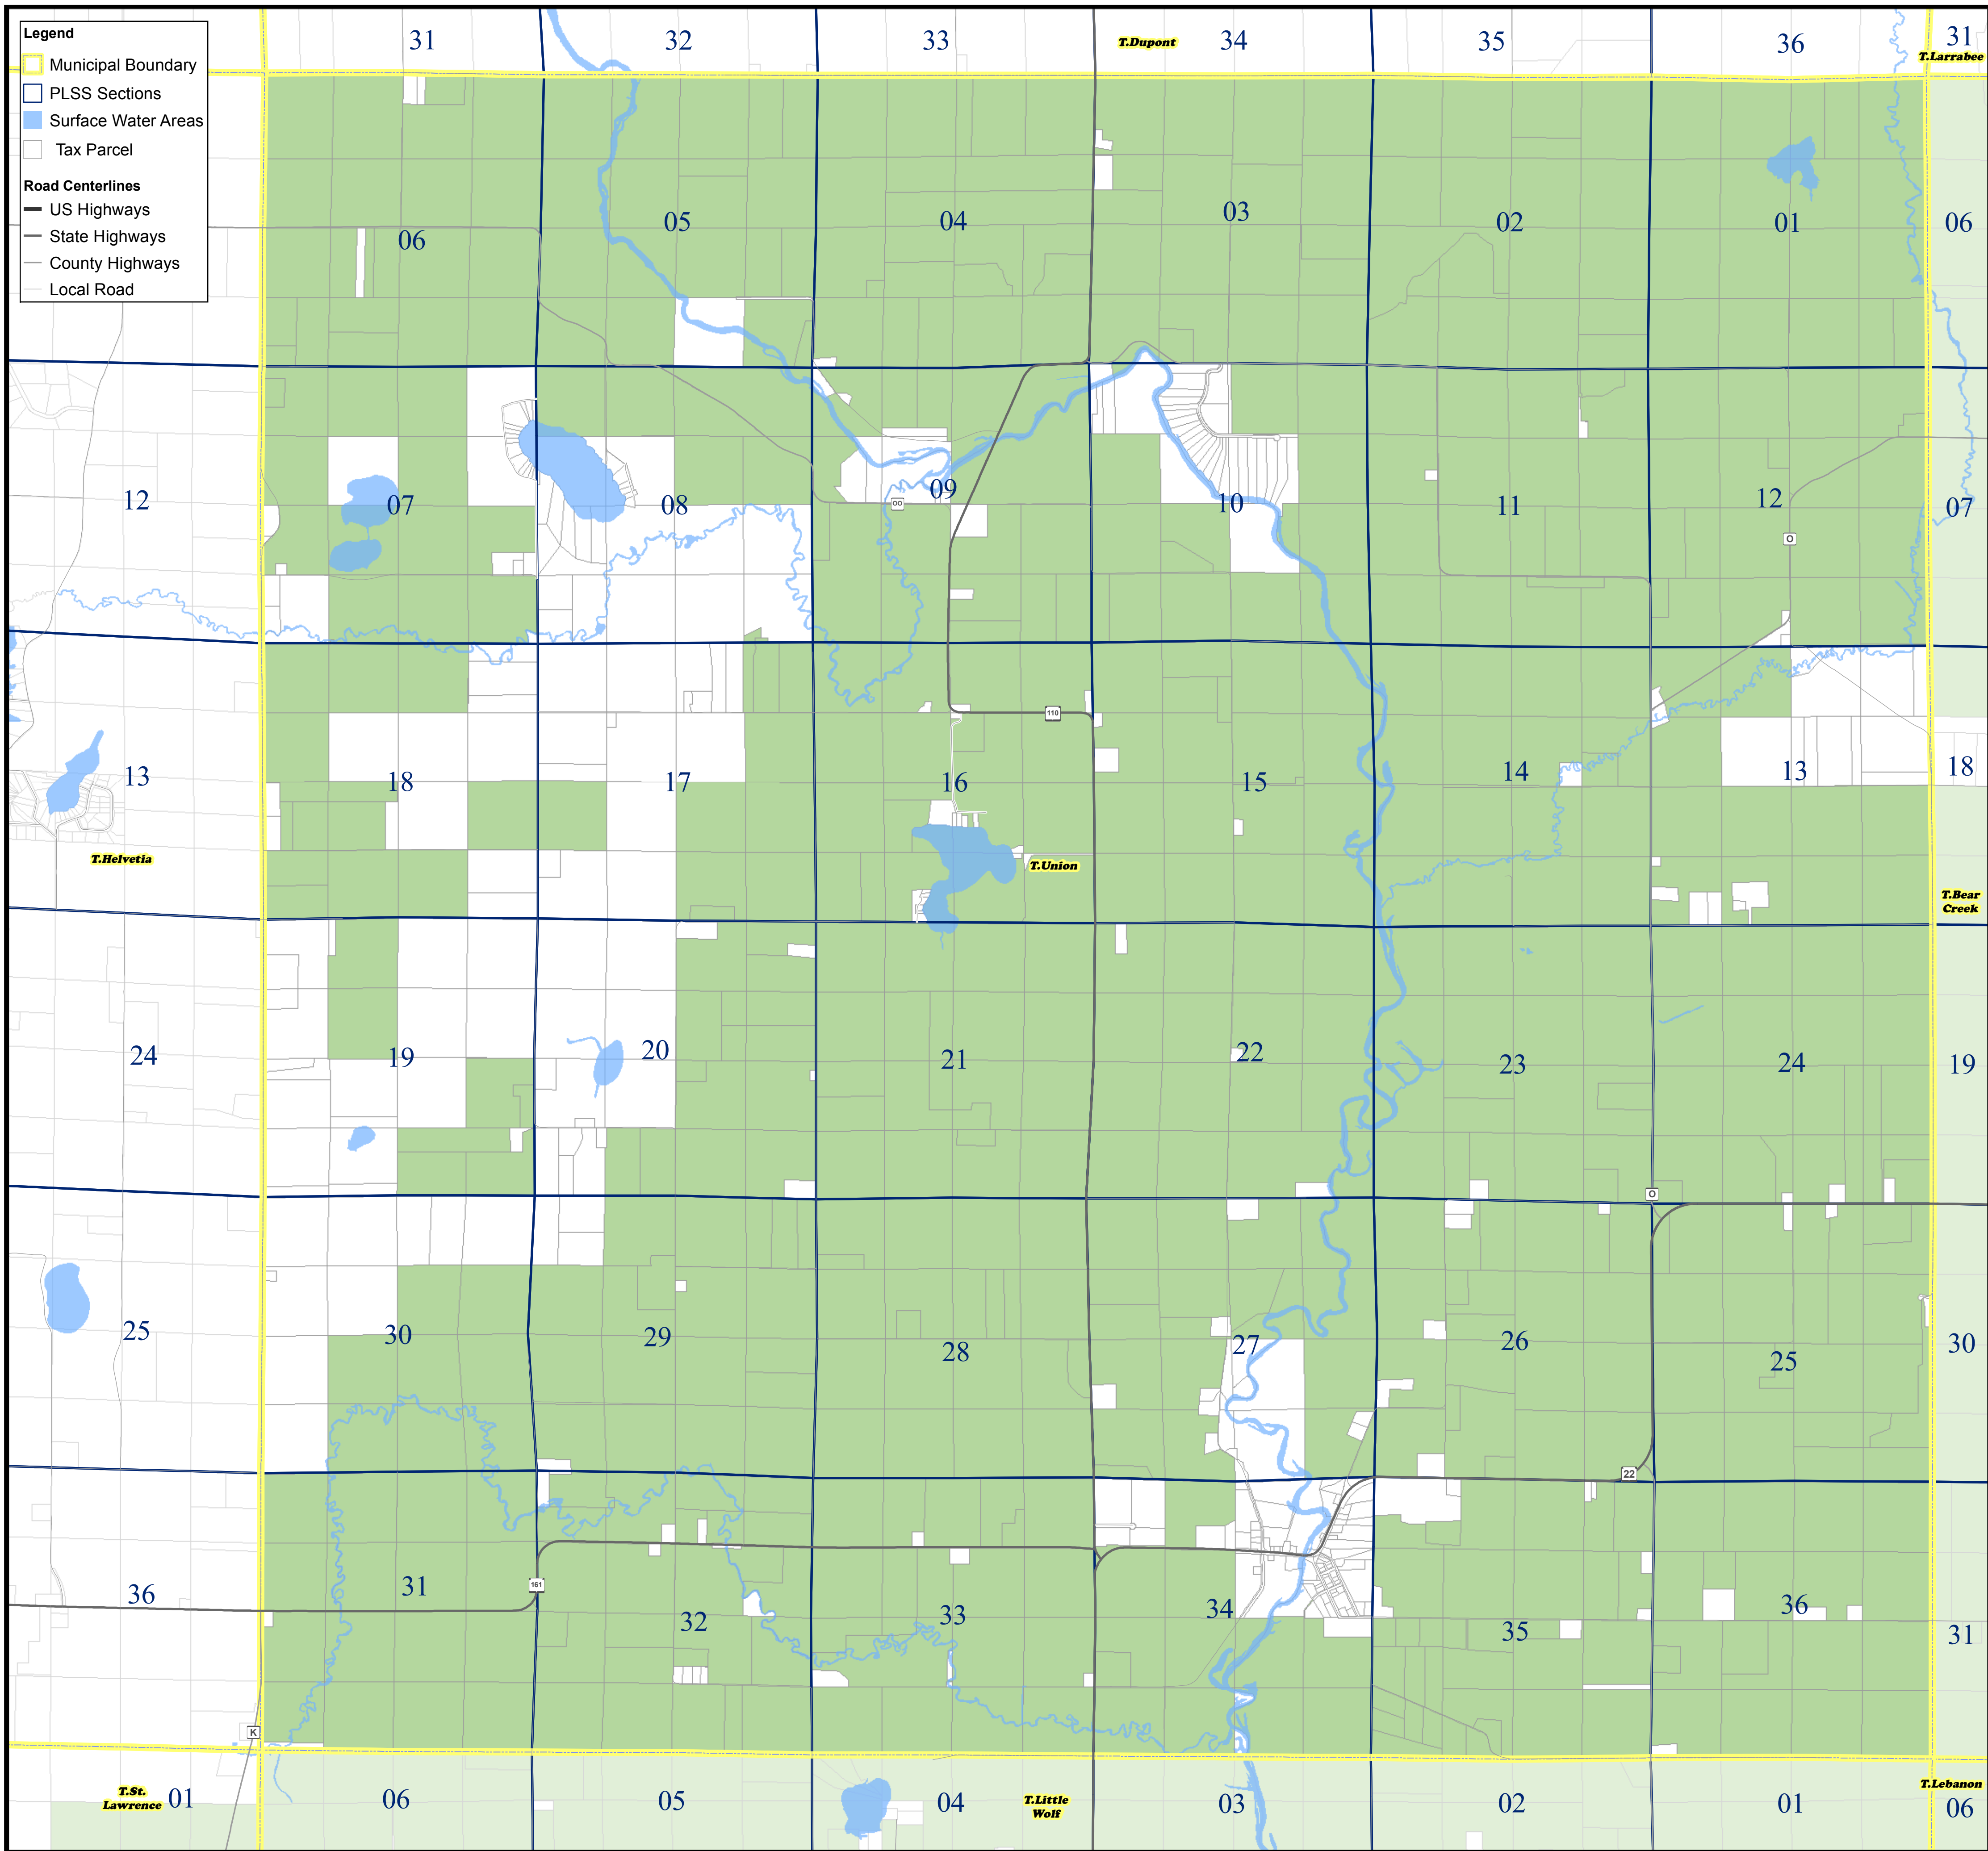 Legend
Municipal Boundary
PLSS Sections
Surface Water Areas
Tax Parcel
Road Centerlines
US Highways
State Highways
County Highways
Local Road
31 32 33 T.Dupont 34 35 36 31
T.Larrabee
06 05 04 03 02 01 06
12 07 08 09 10 11 12 07
OO
O
110
13 18 17 16 15 14 13 18
T.Helvetia
T.Union
T.Bear
Creek
24 19 20 21 22 23 24 19
O
25 30 29 28 27 26 25 30
22
161
36 31 32 33 34 35 36 31
K
T.St.
Lawrence
01 06 05 04 T.Little
Wolf
03 02 01 T.Lebanon
06